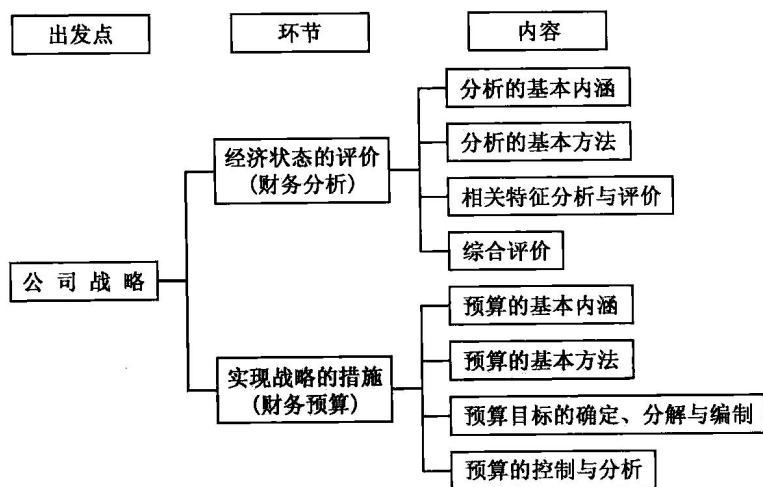 出发点
环节
内容
分析的基本内涵
分析的基本方法
经济状态的评价
(财务分析)
相关特征分析与评价
综合评价
公司战略
预算的基本内涵
预算的基本方法
实现战略的措施
(财务预算)
预算目标的确定、分解与编制
预算的控制与分析